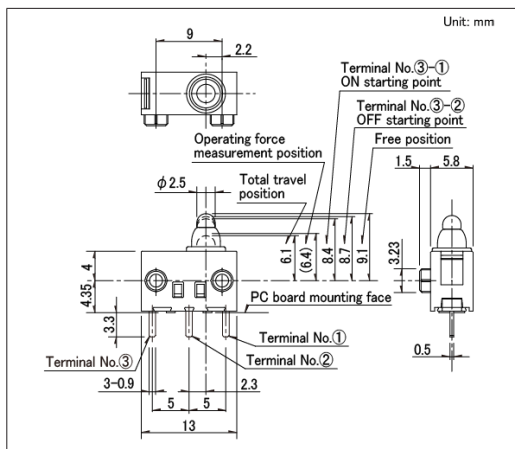 Unit: mm
9
2.2
Terminal No.③-①
ON starting point
Terminal No.③-②
OFF starting point
Operating force
measurement position
Free position
1.5
5.8
φ2.5
Total travel
position
6.1
(6.4)
8.4
8.7
9.1
3.23
4
4.35
3.3
PC board mounting face
Terminal No.①
Terminal No.②
Terminal No.③
0.5
3-0.9
2.3
5
5
13